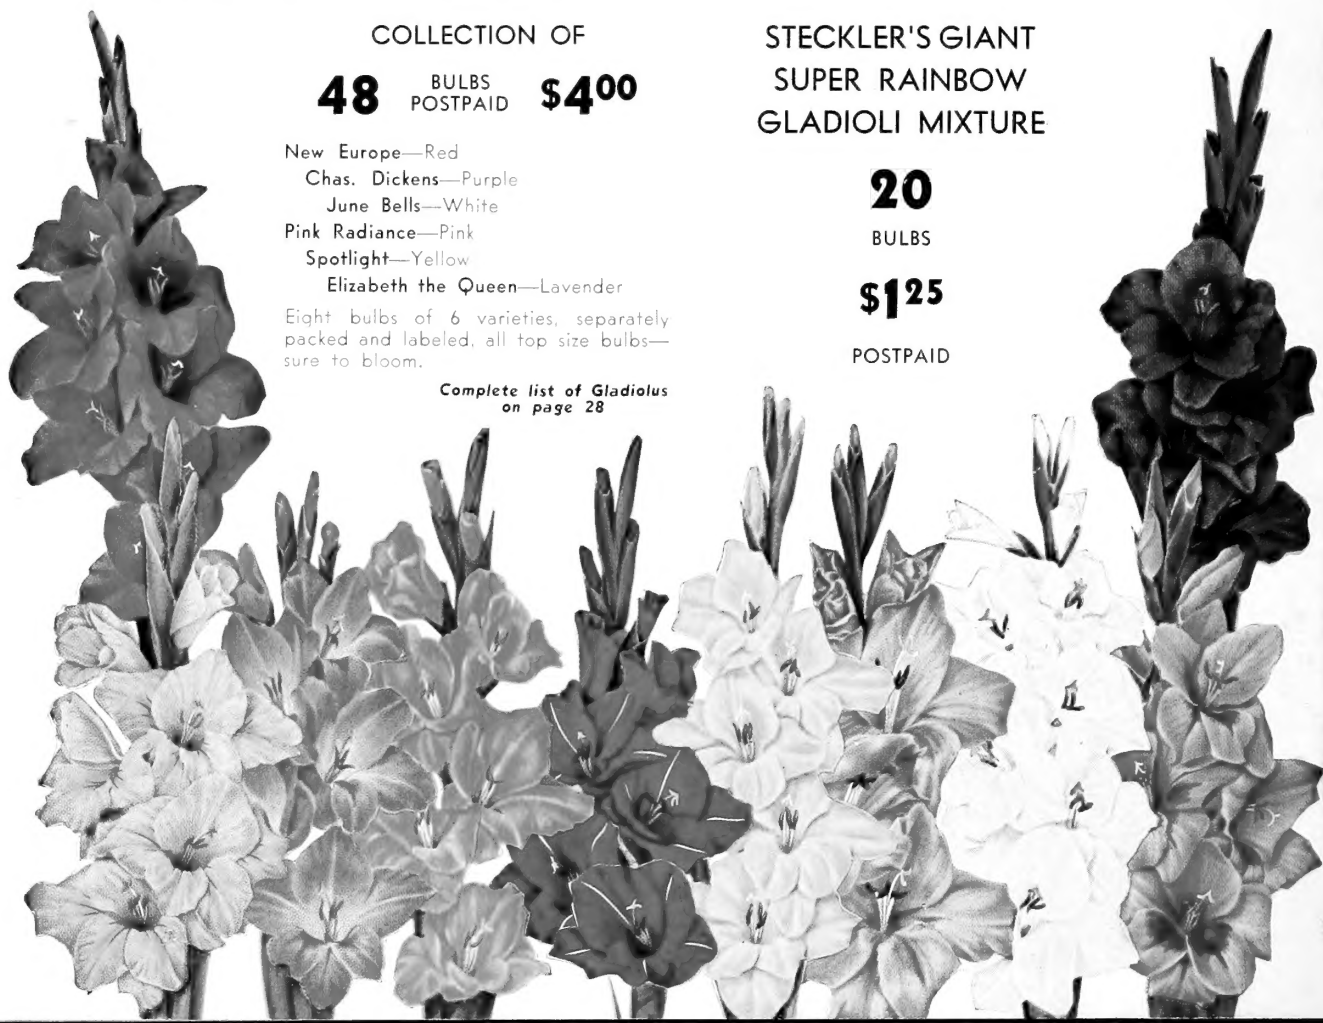 COLLECTION OF
48 BULBS POSTPAID $4.00
New Europe—Red
Chas. Dickens—Purple
June Bells—White
Pink Radiance—Pink
Spotlight—Yellow
Elizabeth the Queen—Lavender
Eight bulbs of 6 varieties, separately
packed and labeled, all top size bulbs—
sure to bloom.
Complete list of Gladiolus
on page 28
STECKLER'S GIANT
SUPER RAINBOW
GLADIOLI MIXTURE
20
BULBS
$1.25
POSTPAID